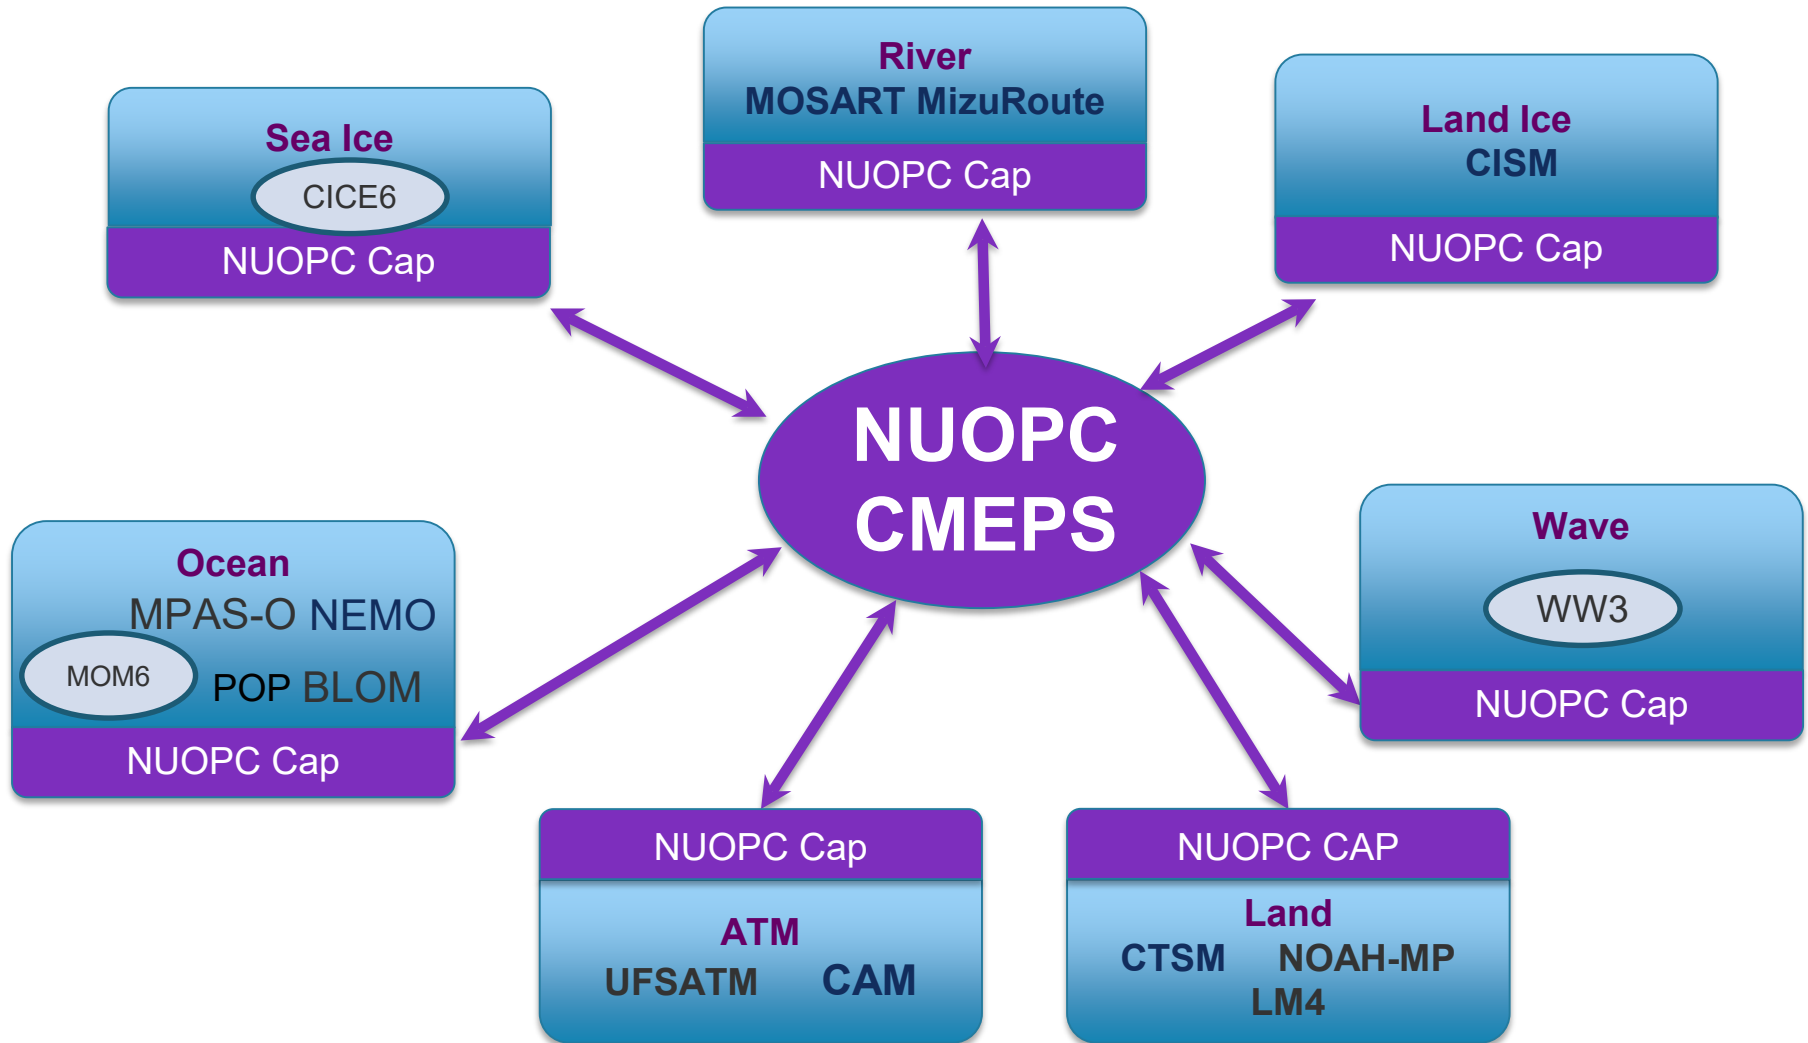 River
MOSART MizuRoute
NUOPC Cap
Sea Ice
CICE6
NUOPC Cap
Land Ice
CISM
NUOPC Cap
NUOPC
CMEPS
Ocean
MPAS-O NEMO
MOM6 POP BLOM
NUOPC Cap
Wave
WW3
NUOPC Cap
NUOPC Cap
ATM
UFSATM CAM
NUOPC CAP
Land
CTSM NOAH-MP
LM4